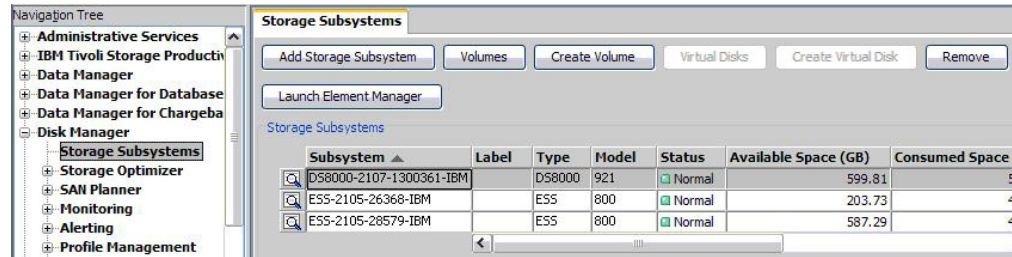 Navigation Tree
Administrative Services
IBM Tivoli Storage Productiv
Data Manager
Data Manager for Database
Data Manager for Chargeba
Disk Manager
Storage Subsystems
Storage Optimizer
SAN Planner
Monitoring
Alerting
Profile Management
Storage Subsystems
Add Storage Subsystem Volumes Create Volume Virtual Disks Create Virtual Disk Remove
Launch Element Manager
Storage Subsystems
Subsystem Label Type Model Status Available Space (GB) Consumed Space
DS8000-2107-1300361-IBM DS8000 921 Normal 599.81
ESS-2105-26368-IBM ESS 800 Normal 203.73
ESS-2105-28579-IBM ESS 800 Normal 587.29